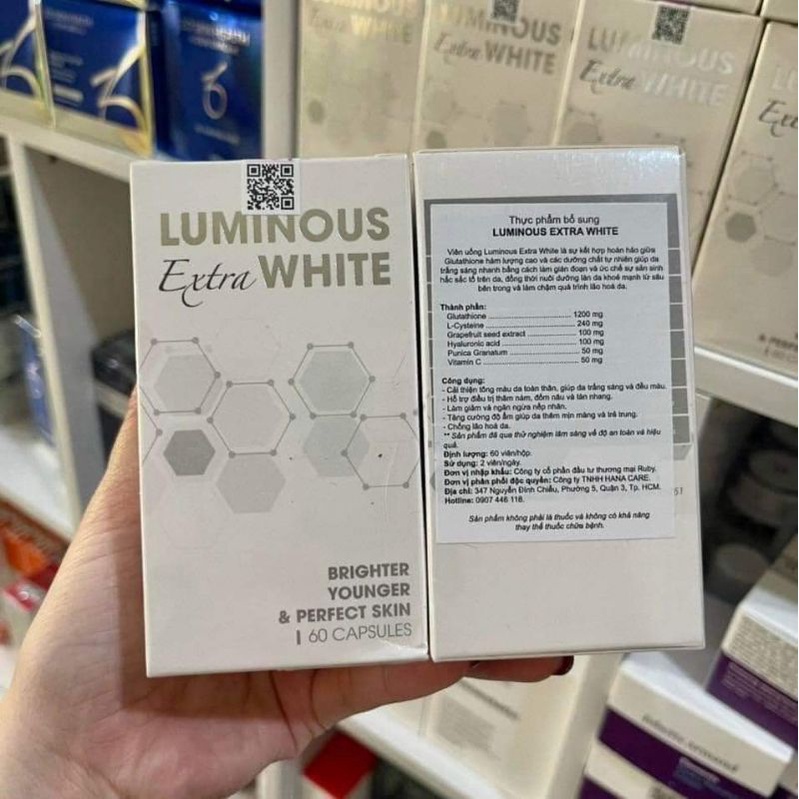 LUMINOUS
Extra WHITE
BRIGHTER
YOUNGER
& PERFECT SKIN
| 60 CAPSULES
Thực phẩm bổ sung
LUMINOUS EXTRA WHITE
Viên uống Luminous Extra White là sự kết hợp hoàn hảo giữa
Glutathione hàm lượng cao và các dưỡng chất tự nhiên giúp da
trắng sáng nhanh bằng cách làm gián đoạn và ức chế sự sản sinh
hắc sắc tố trên da, đồng thời nuôi dưỡng làn da khoẻ mạnh từ sâu
bên trong và làm chậm quá trình lão hoá da.
Thành phần:
Glutathione ........ 1200 mg
L-Cysteine ........ 240 mg
Grapefruit seed extract ........ 100 mg
Hyaluronic acid ........ 100 mg
Punica Granatum ........ 50 mg
Vitamin C ........ 50 mg
Công dụng:
- Cải thiện tông màu da toàn thân, giúp da trắng sáng và đều màu.
- Hỗ trợ điều trị thâm nám, đốm nâu và tàn nhang.
- Làm giảm và ngăn ngừa nếp nhăn.
- Tăng cường độ ẩm giúp da thêm mịn màng và trẻ trung.
- Chống lão hoá da.
** Sản phẩm đã qua thử nghiệm lâm sàng về độ an toàn và hiệu
quả.
Định lượng: 60 viên/hộp.
Sử dụng: 2 viên/ngày.
Đơn vị nhập khẩu: Công ty cổ phần đầu tư thương mại Ruby.
Đơn vị phân phối độc quyền: Công ty TNHH HANA CARE.
Địa chỉ: 347 Nguyễn Đình Chiểu, Phường 5, Quận 3, Tp. HCM.
Hotline: 0907 446 118.
Sản phẩm không phải là thuốc và không có khả năng
thay thế thuốc chữa bệnh.
LUMINOUS
Extra WHITE
LUMINOUS
Extra WHITE